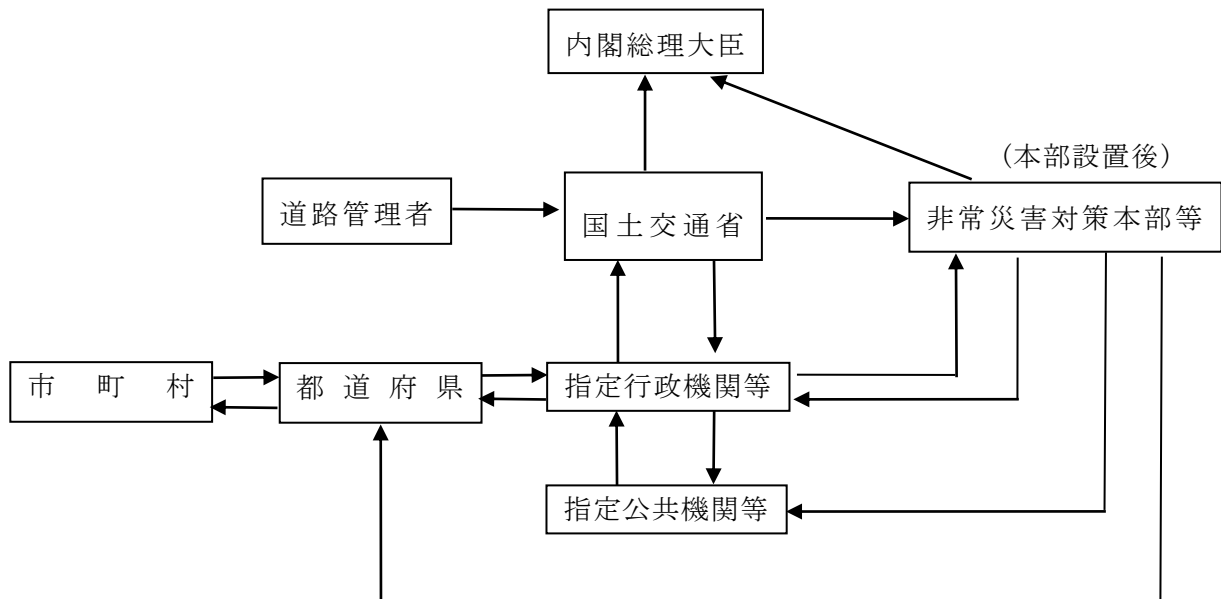 内閣総理大臣
(本部設置後)
道路管理者
国土交通省
非常災害対策本部等
市町村
都道府県
指定行政機関等
指定公共機関等